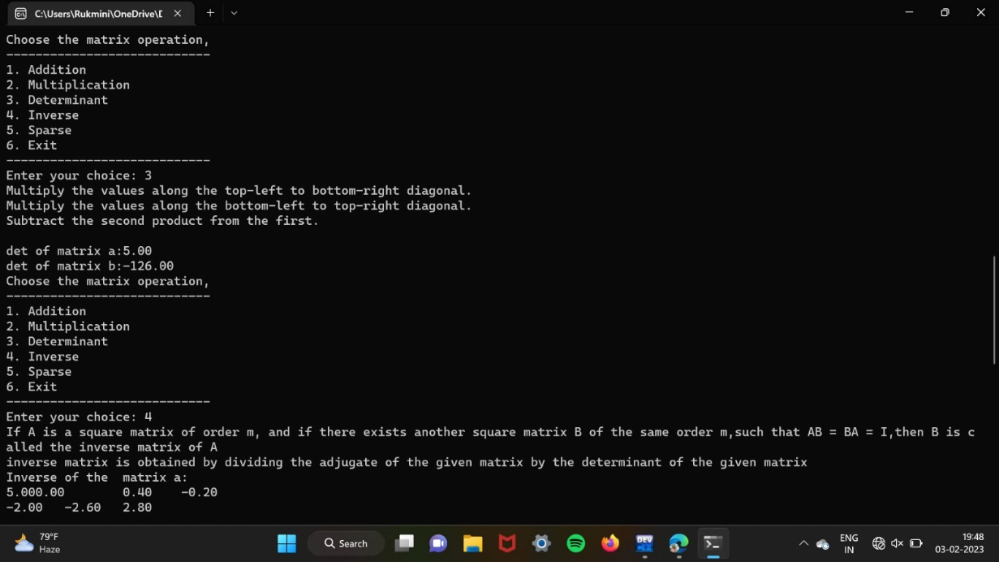 C:\Users\Rukmini\OneDrive\[
Choose the matrix operation,
----------------------------
1. Addition
2. Multiplication
3. Determinant
4. Inverse
5. Sparse
6. Exit
----------------------------
Enter your choice: 3
Multiply the values along the top-left to bottom-right diagonal.
Multiply the values along the bottom-left to top-right diagonal.
Subtract the second product from the first.
det of matrix a:5.00
det of matrix b:-126.00
Choose the matrix operation,
----------------------------
1. Addition
2. Multiplication
3. Determinant
4. Inverse
5. Sparse
6. Exit
----------------------------
Enter your choice: 4
If A is a square matrix of order m, and if there exists another square matrix B of the same order m,such that AB = BA = I,then B is c
alled the inverse matrix of A
inverse matrix is obtained by dividing the adjugate of the given matrix by the determinant of the given matrix
Inverse of the  matrix a:
5.000.00        0.40    -0.20
-2.00   -2.60   2.80
79°F
Haze
Search
DEV
ENG
IN
19:48
03-02-2023